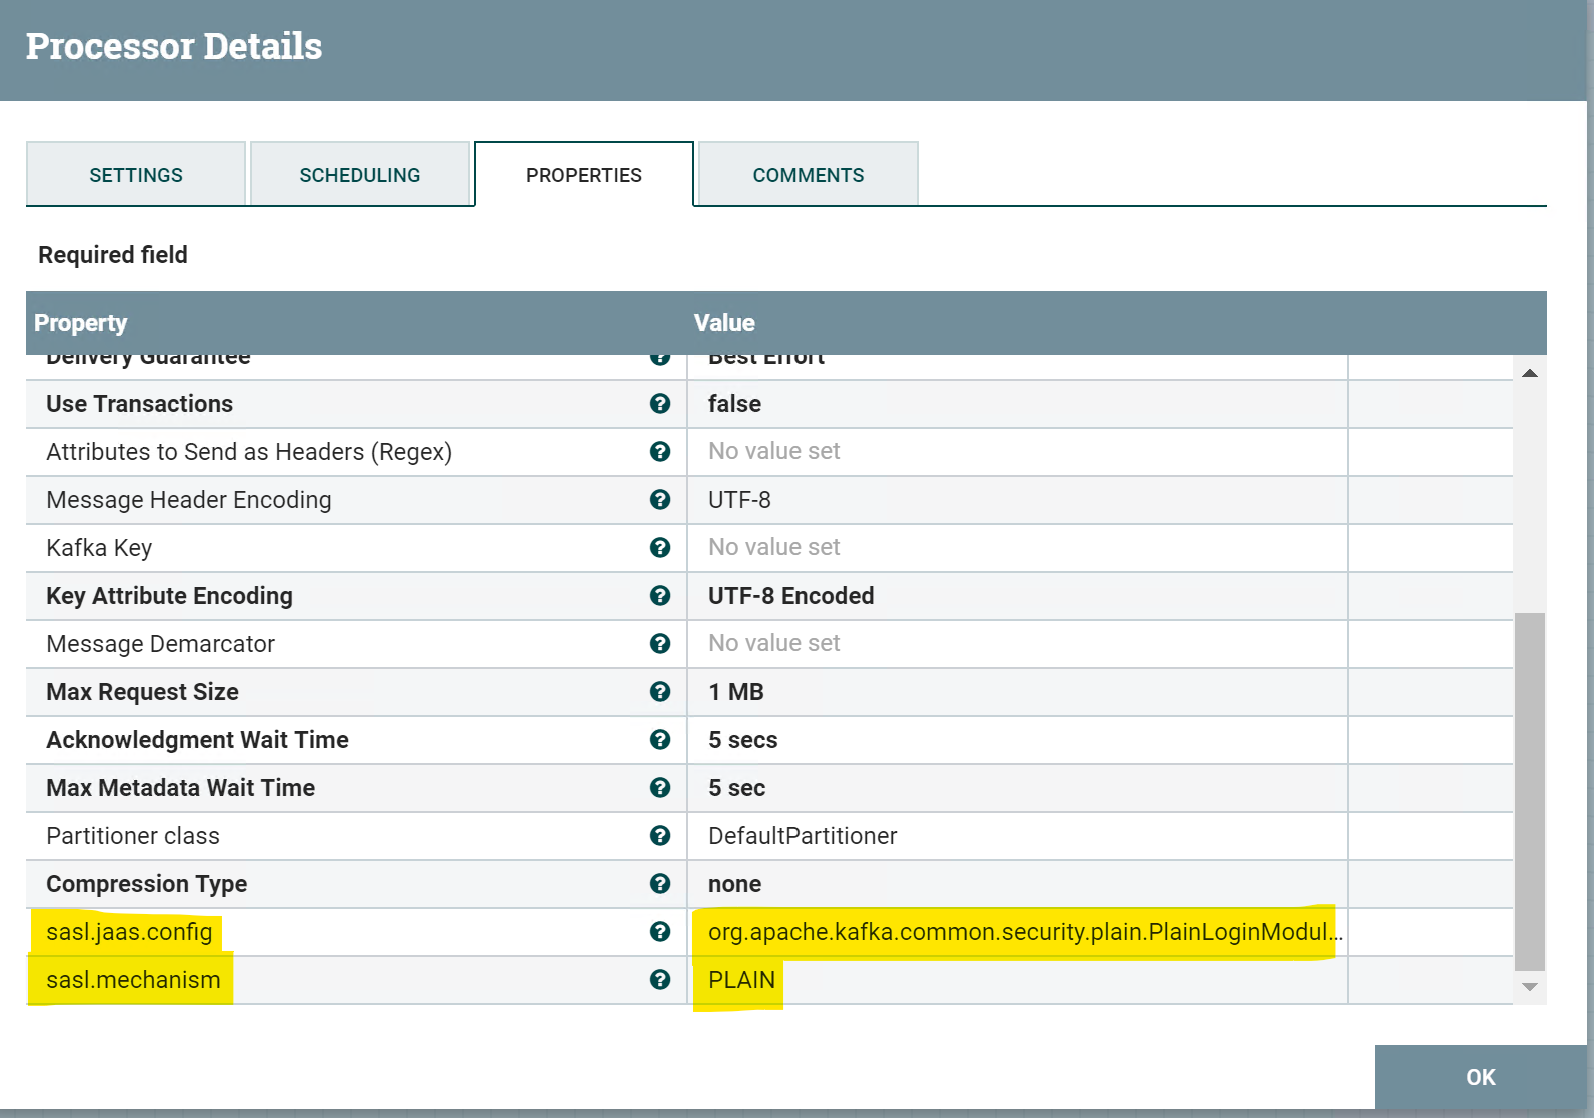 Processor Details
SETTINGS SCHEDULING PROPERTIES COMMENTS
Required field
Property Value
Delivery Guarantee Best Effort
Use Transactions false
Attributes to Send as Headers (Regex) No value set
Message Header Encoding UTF-8
Kafka Key No value set
Key Attribute Encoding UTF-8 Encoded
Message Demarcator No value set
Max Request Size 1 MB
Acknowledgment Wait Time 5 secs
Max Metadata Wait Time 5 sec
Partitioner class DefaultPartitioner
Compression Type none
sasl.jaas.config org.apache.kafka.common.security.plain.PlainLoginModul...
sasl.mechanism PLAIN
OK